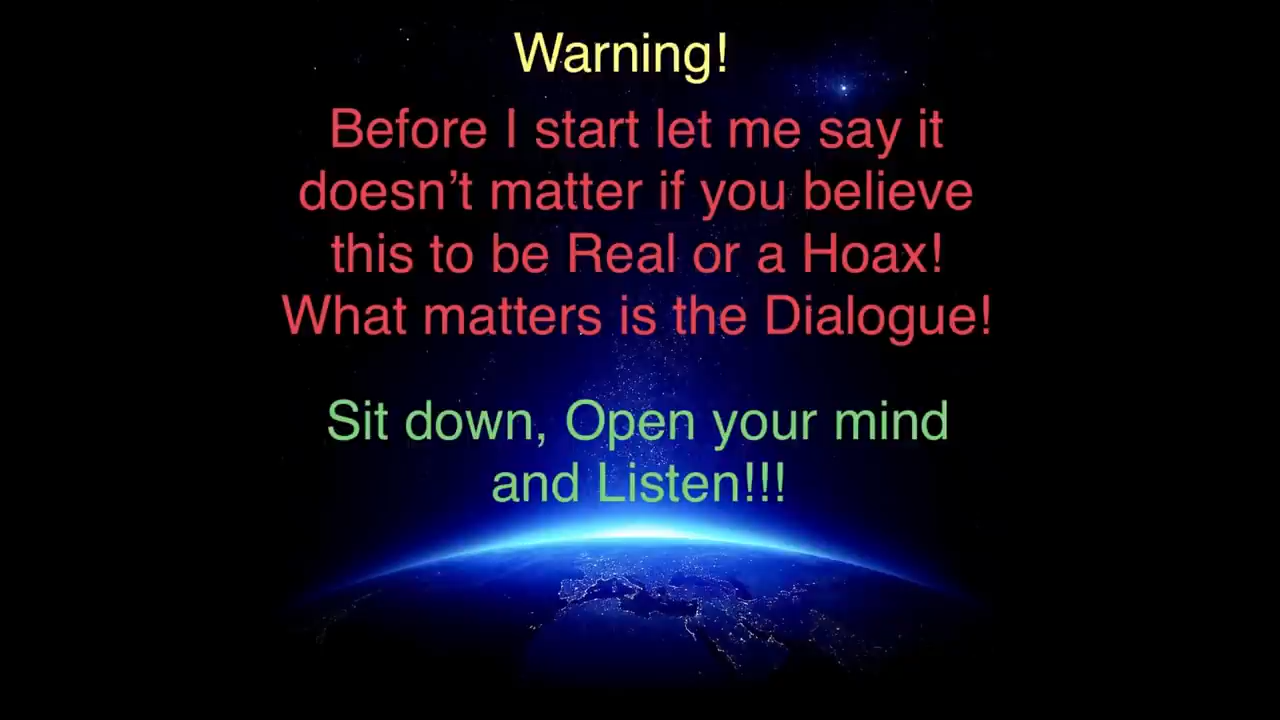 Warning!
Before I start let me say it
doesn’t matter if you believe
this to be Real or a Hoax!
What matters is the Dialogue!
Sit down, Open your mind
and Listen!!!